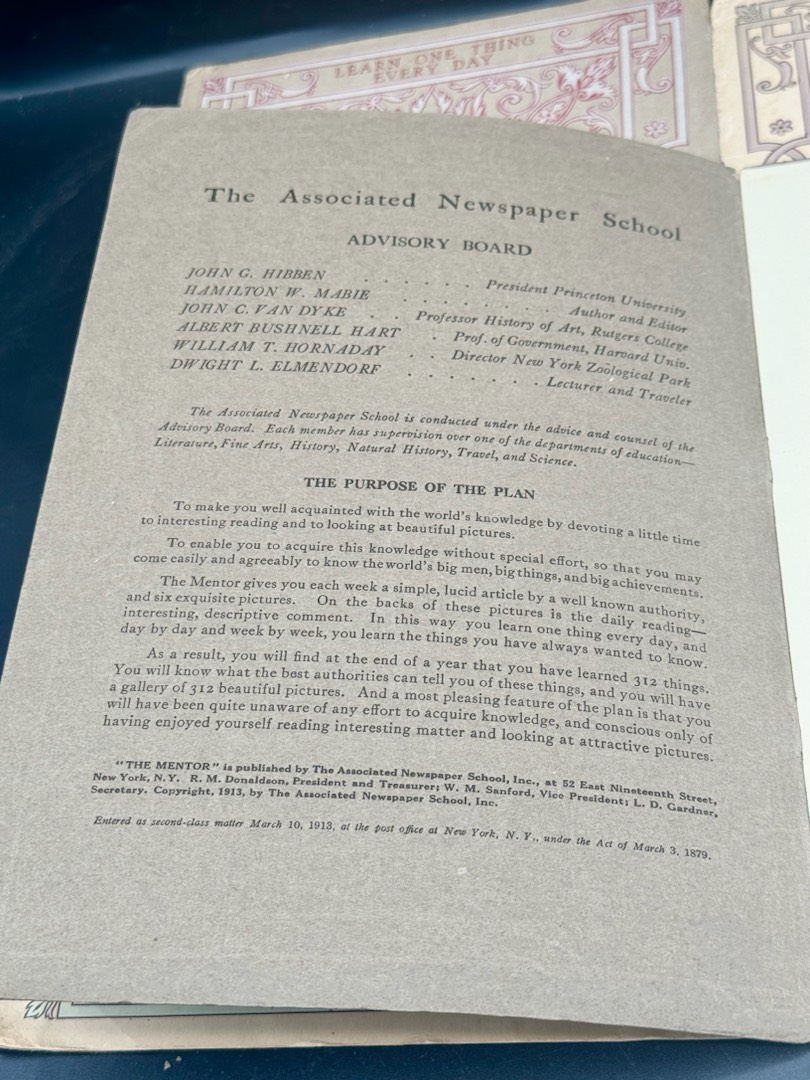 LEARN ONE THING
EVERY DAY
The Associated Newspaper School
ADVISORY BOARD
JOHN G. HIBBEN . . . . . . President Princeton University
HAMILTON W. MABIE . . . . . . . . Author and Editor
JOHN C. VAN DYKE . . Professor History of Art, Rutgers College
ALBERT BUSHNELL HART . Prof. of Government, Harvard Univ.
WILLIAM T. HORNADAY . . Director New York Zoological Park
DWIGHT L. ELMENDORF . . . . . . . Lecturer and Traveler
The Associated Newspaper School is conducted under the advice and counsel of the
Advisory Board. Each member has supervision over one of the departments of education—
Literature, Fine Arts, History, Natural History, Travel, and Science.
THE PURPOSE OF THE PLAN
To make you well acquainted with the world's knowledge by devoting a little time
to interesting reading and to looking at beautiful pictures.
To enable you to acquire this knowledge without special effort, so that you may
come easily and agreeably to know the world's big men, big things, and big achievements.
The Mentor gives you each week a simple, lucid article by a well known authority,
and six exquisite pictures. On the backs of these pictures is the daily reading—
interesting, descriptive comment. In this way you learn one thing every day, and
day by day and week by week, you learn the things you have always wanted to know.
As a result, you will find at the end of a year that you have learned 312 things.
You will know what the best authorities can tell you of these things, and you will have
a gallery of 312 beautiful pictures. And a most pleasing feature of the plan is that you
will have been quite unaware of any effort to acquire knowledge, and conscious only of
having enjoyed yourself reading interesting matter and looking at attractive pictures.
"THE MENTOR" is published by The Associated Newspaper School, Inc., at 52 East Nineteenth Street,
New York, N. Y. R. M. Donaldson, President and Treasurer; W. M. Sanford, Vice President; L. D. Gardner,
Secretary. Copyright, 1913, by The Associated Newspaper School, Inc.
Entered as second-class matter March 10, 1913, at the post office at New York, N. Y., under the Act of March 3, 1879.